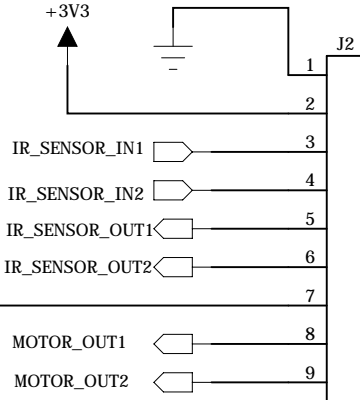 +3V3
J2
1
2
IR_SENSOR_IN1 3
IR_SENSOR_IN2 4
IR_SENSOR_OUT1 5
IR_SENSOR_OUT2 6
7
MOTOR_OUT1 8
MOTOR_OUT2 9